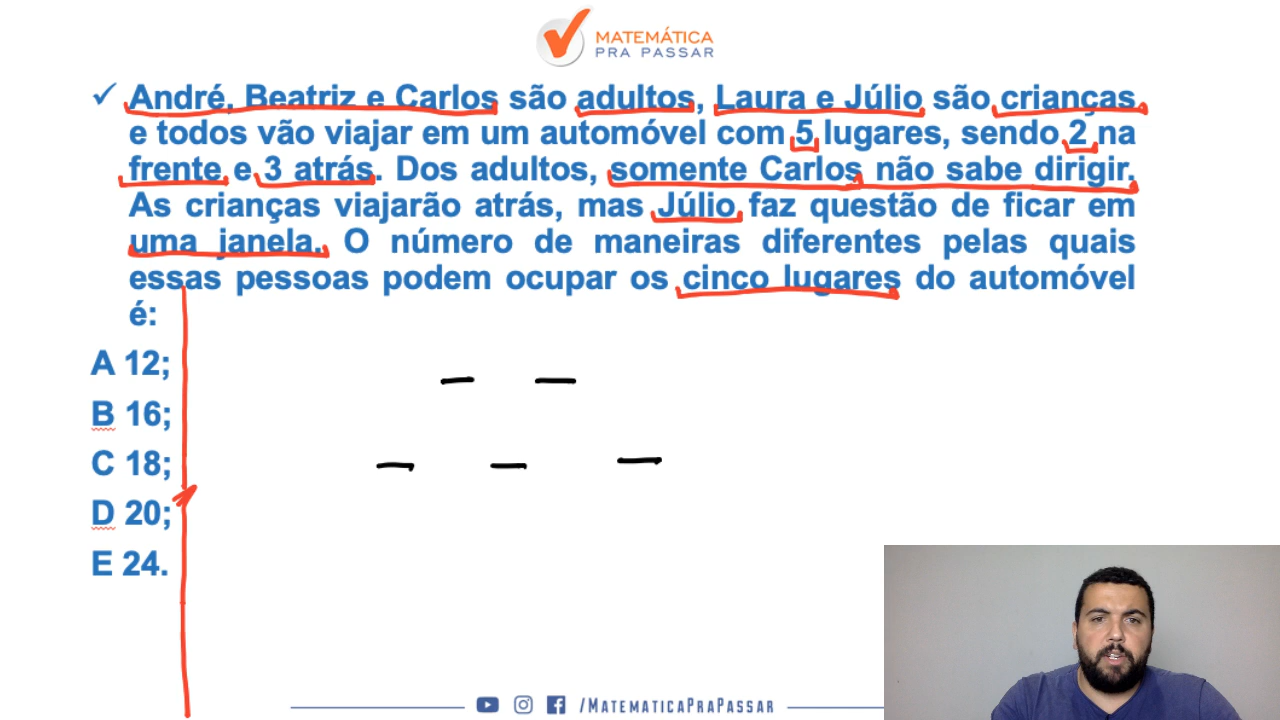 MATEMÁTICA
PRA PASSAR
✓ André, Beatriz e Carlos são adultos, Laura e Júlio são crianças
e todos vão viajar em um automóvel com 5 lugares, sendo 2 na
frente e 3 atrás. Dos adultos, somente Carlos não sabe dirigir.
As crianças viajarão atrás, mas Júlio faz questão de ficar em
uma janela. O número de maneiras diferentes pelas quais
essas pessoas podem ocupar os cinco lugares do automóvel
é:
A 12;
B 16;
C 18;
D 20;
E 24.
/MATEMATICAPRAPASSAR